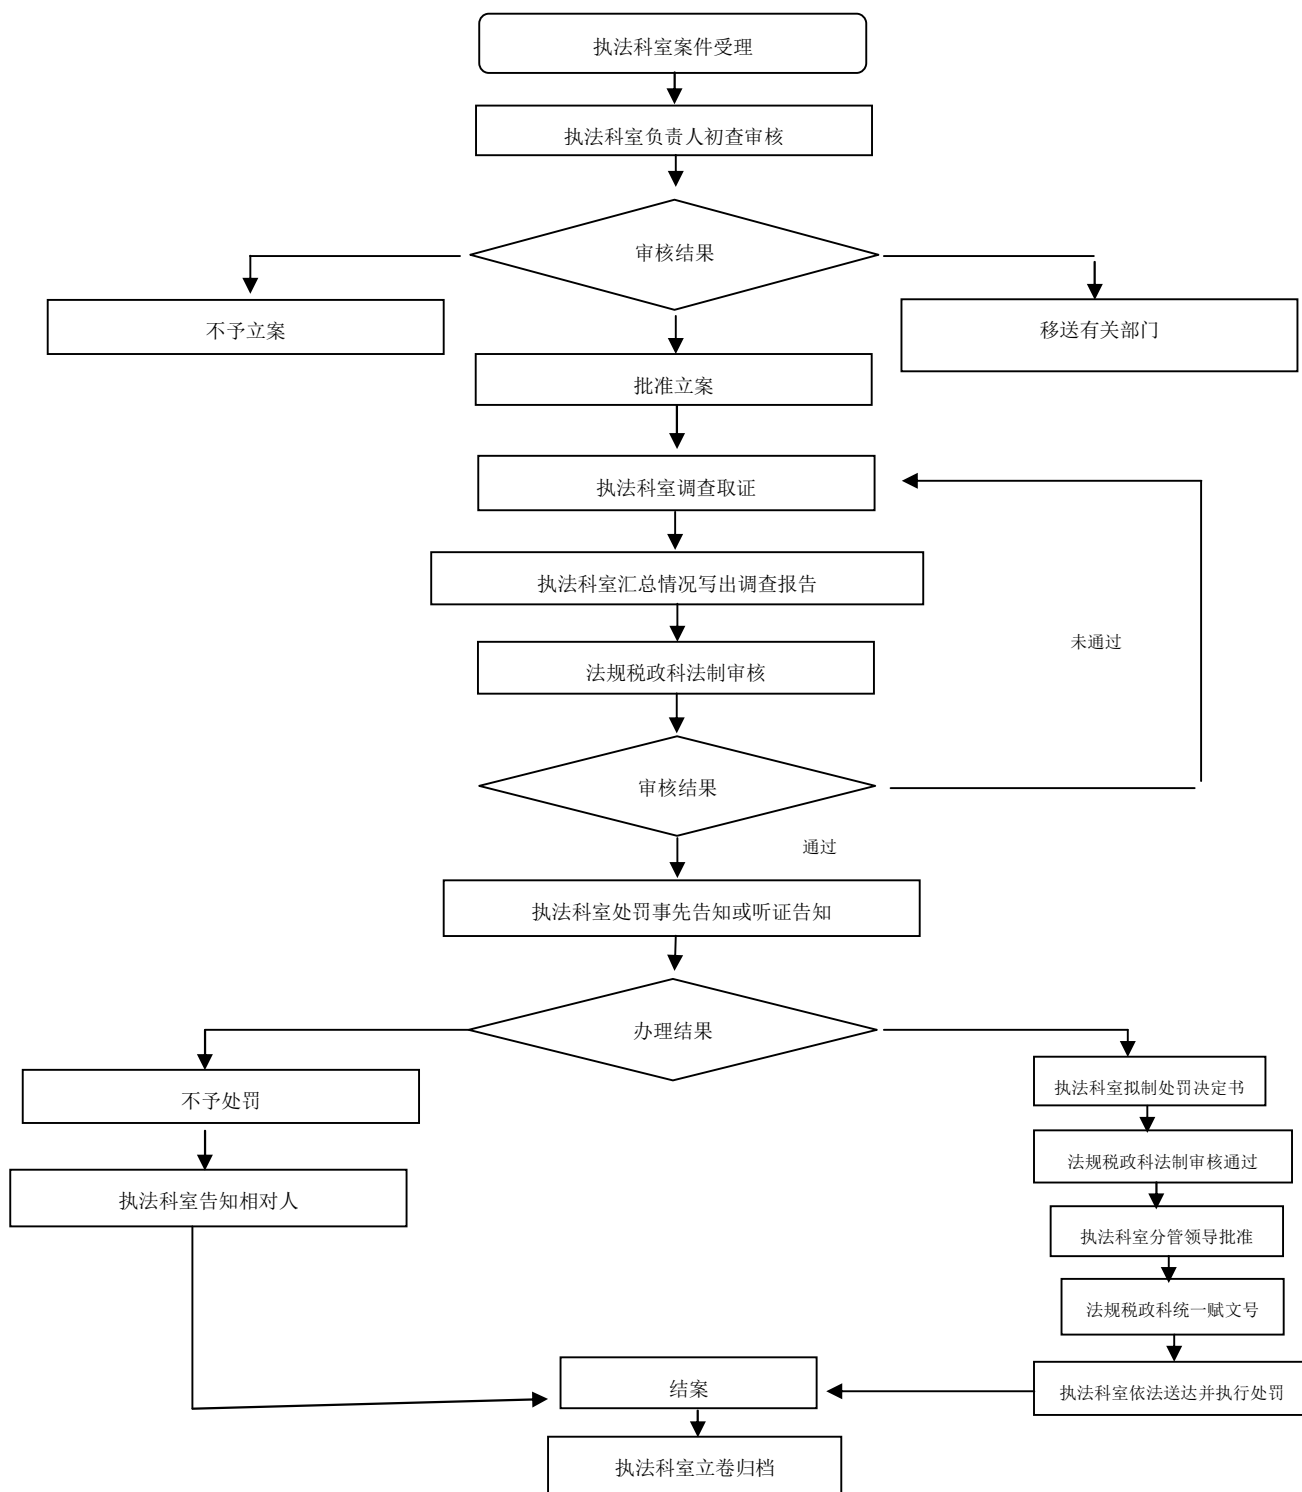 执法科室案件受理
执法科室负责人初查审核
审核结果
不予立案
移送有关部门
批准立案
执法科室调查取证
执法科室汇总情况写出调查报告
未通过
法规税政科法制审核
审核结果
通过
执法科室处罚事先告知或听证告知
办理结果
不予处罚
执法科室拟制处罚决定书
法规税政科法制审核通过
执法科室告知相对人
执法科室分管领导批准
法规税政科统一赋文号
结案
执法科室依法送达并执行处罚
执法科室立卷归档